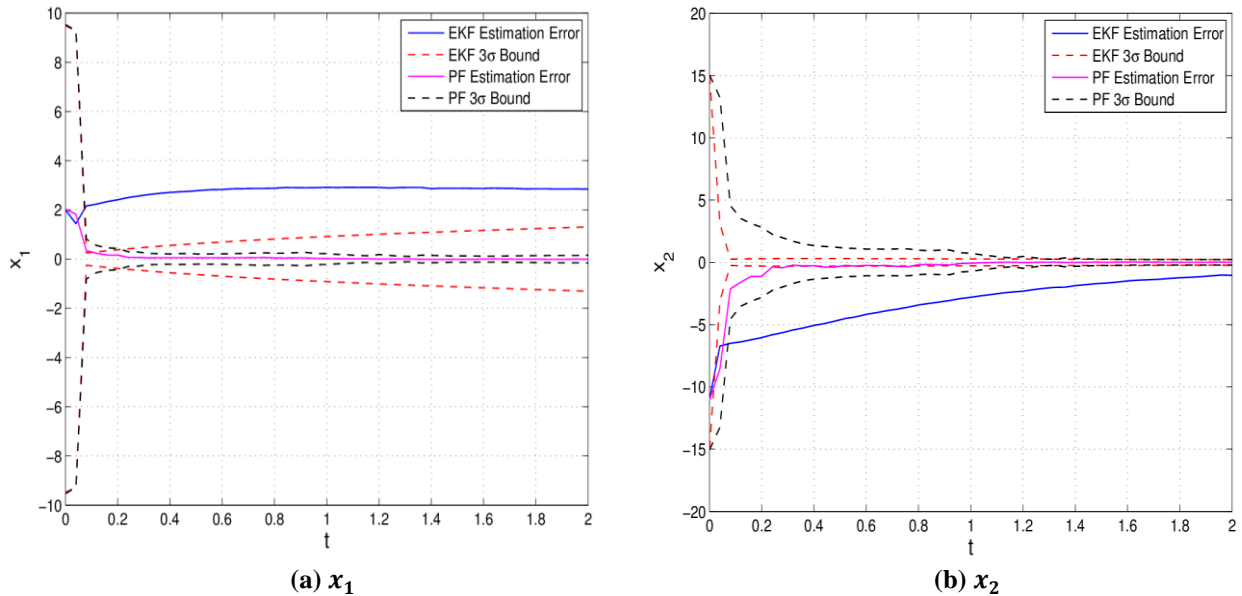 10
8
6
4
2
0
−2
−4
−6
−8
−10
x1
0 0.2 0.4 0.6 0.8 1 1.2 1.4 1.6 1.8 2
t
EKF Estimation Error
EKF 3σ Bound
PF Estimation Error
PF 3σ Bound
(a) x1
20
15
10
5
0
−5
−10
−15
−20
x2
0 0.2 0.4 0.6 0.8 1 1.2 1.4 1.6 1.8 2
t
EKF Estimation Error
EKF 3σ Bound
PF Estimation Error
PF 3σ Bound
(b) x2